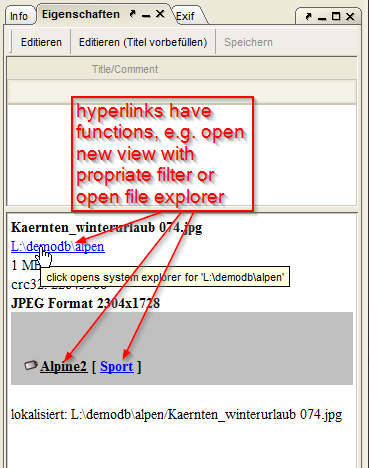 Info Eigenschaften Exif
Editieren Editieren (Titel vorbefüllen) Speichern
Title/Comment
hyperlinks have
functions, e.g. open
new view with
propriate filter or
open file explorer
Kaernten_winterurlaub 074.jpg
L:\demodb\alpen
1 MB
click opens system explorer for 'L:\demodb\alpen'
JPEG Format 2304x1728
Alpine2 [ Sport ]
lokalisiert: L:\demodb\alpen/Kaernten_winterurlaub 074.jpg